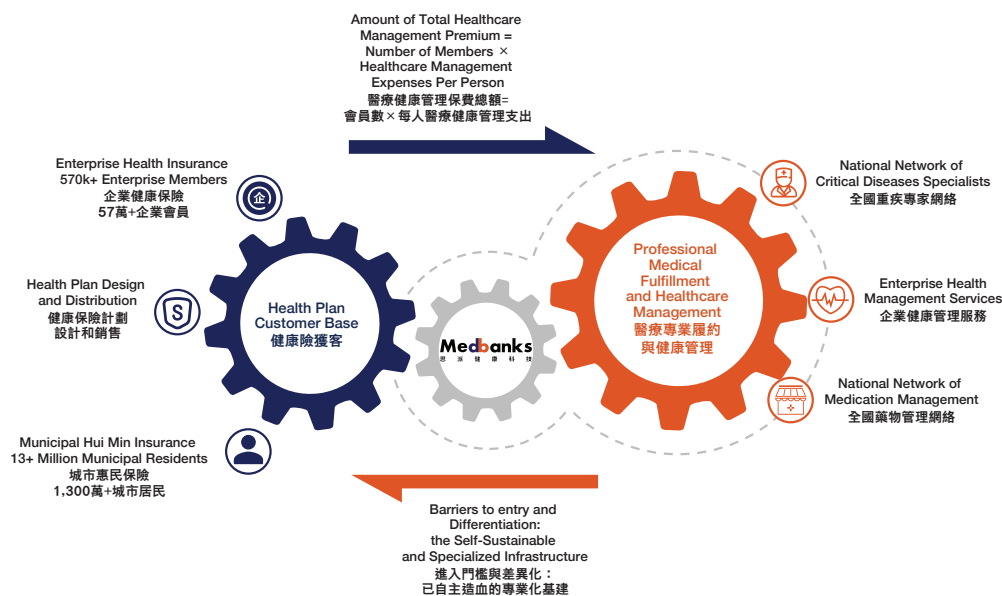 Amount of Total Healthcare
Management Premium =
Number of Members ×
Healthcare Management
Expenses Per Person
醫療健康管理保費總額=
會員數×每人醫療健康管理支出
Enterprise Health Insurance
570k+ Enterprise Members
企業健康保險
57萬+企業會員
企
Health Plan Design
and Distribution
健康保險計劃
設計和銷售
S
Municipal Hui Min Insurance
13+ Million Municipal Residents
城市惠民保險
1,300萬+城市居民
Health Plan
Customer Base
健康險獲客
Medbanks
思派健康科技
Professional
Medical
Fulfillment
and Healthcare
Management
醫療專業履約
與健康管理
National Network of
Critical Diseases Specialists
全國重疾專家網絡
Enterprise Health
Management Services
企業健康管理服務
National Network of
Medication Management
全國藥物管理網絡
Barriers to entry and
Differentiation:
the Self-Sustainable
and Specialized Infrastructure
進入門檻與差異化：
已自主造血的專業化基建